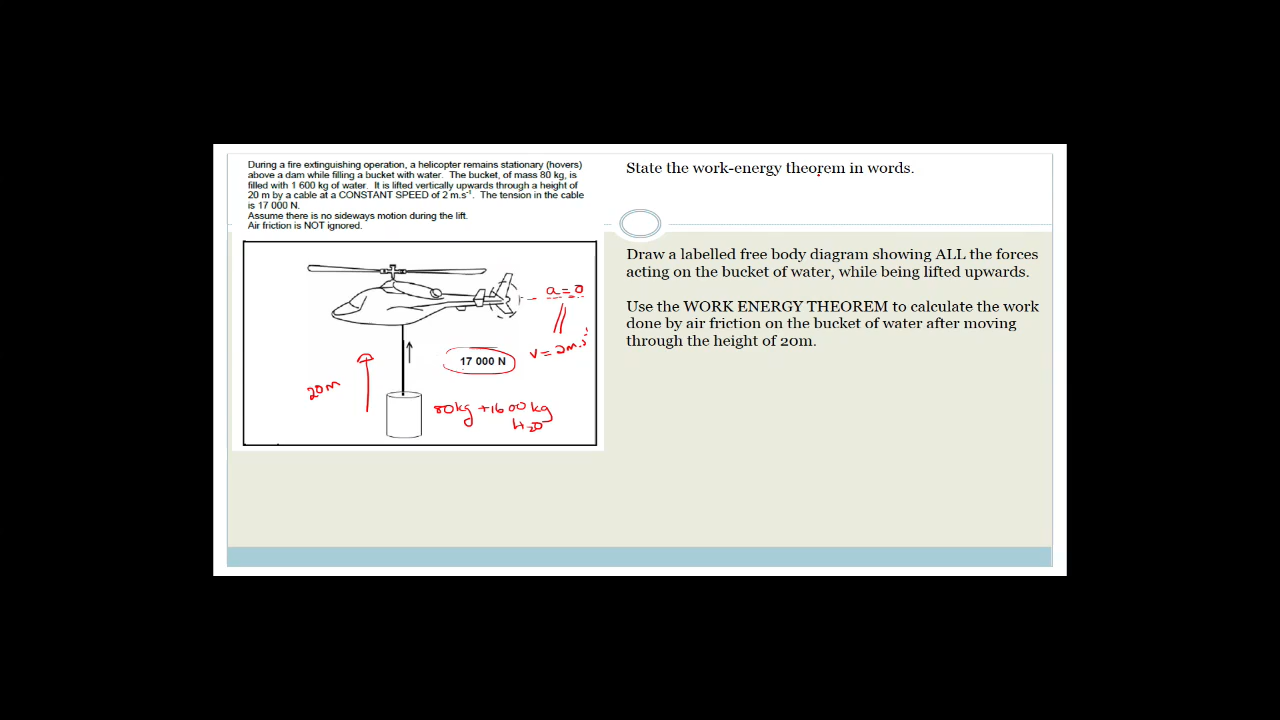 During a fire extinguishing operation, a helicopter remains stationary (hovers)
above a dam while filling a bucket with water. The bucket, of mass 80 kg, is
filled with 1 600 kg of water. It is lifted vertically upwards through a height of
20 m by a cable at a CONSTANT SPEED of 2 m.s⁻¹. The tension in the cable
is 17 000 N.
Assume there is no sideways motion during the lift.
Air friction is NOT ignored.
a = 0
v = 2m.s⁻¹
17 000 N
20m
80kg + 1600kg
H20
State the work-energy theorem in words.
Draw a labelled free body diagram showing ALL the forces
acting on the bucket of water, while being lifted upwards.
Use the WORK ENERGY THEOREM to calculate the work
done by air friction on the bucket of water after moving
through the height of 20m.